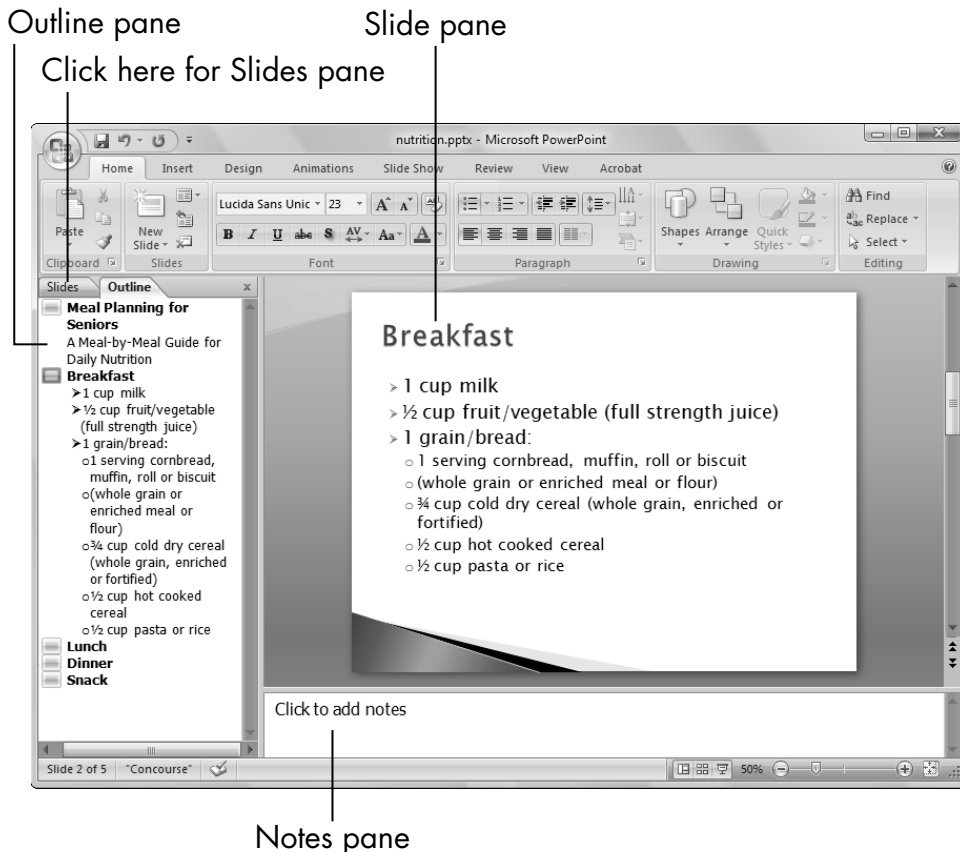 Outline pane
Slide pane
Click here for Slides pane
nutrition.pptx - Microsoft PowerPoint
Home Insert Design Animations Slide Show Review View Acrobat
Paste
New
Slide
Lucida Sans Unic 23
B I U abe S AV Aa A
Shapes Arrange Quick
Styles
Find
Replace
Select
Clipboard Slides Font Paragraph Drawing Editing
Slides Outline x
Meal Planning for
Seniors
A Meal-by-Meal Guide for
Daily Nutrition
Breakfast
➢1 cup milk
➢½ cup fruit/vegetable
(full strength juice)
➢1 grain/bread:
o1 serving cornbread,
muffin, roll or biscuit
o(whole grain or
enriched meal or
flour)
o¾ cup cold dry cereal
(whole grain, enriched
or fortified)
o½ cup hot cooked
cereal
o½ cup pasta or rice
Lunch
Dinner
Snack
Breakfast
➢ 1 cup milk
➢ ½ cup fruit/vegetable (full strength juice)
➢ 1 grain/bread:
o 1 serving cornbread, muffin, roll or biscuit
o (whole grain or enriched meal or flour)
o ¾ cup cold dry cereal (whole grain, enriched or
fortified)
o ½ cup hot cooked cereal
o ½ cup pasta or rice
Click to add notes
Slide 2 of 5 "Concourse" 50%
Notes pane